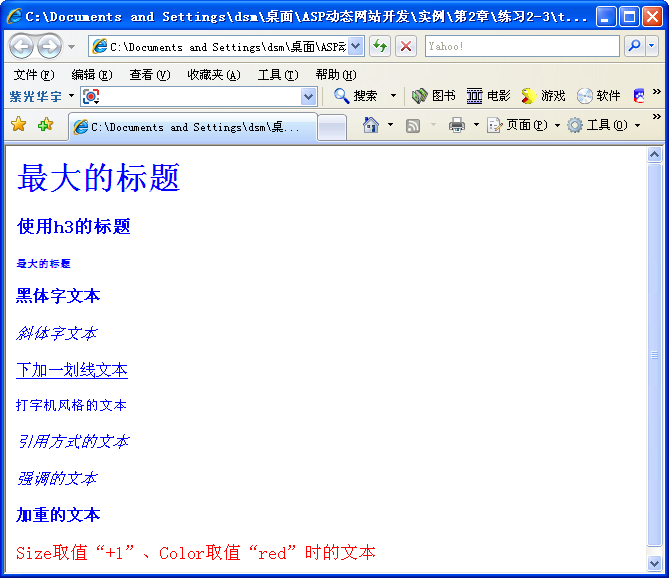 C:\Documents and Settings\dsm\桌面\ASP动态网站开发\实例\第2章\练习2-3\t...
C:\Documents and Settings\dsm\桌面\ASP动
Yahoo!
文件(F) 编辑(E) 查看(V) 收藏夹(A) 工具(T) 帮助(H)
紫光华宇 搜索 图书 电影 游戏 软件 »
C:\Documents and Settings\dsm\桌... 页面(P) 工具(O) »
最大的标题
使用h3的标题
最大的标题
黑体字文本
斜体字文本
下加一划线文本
打字机风格的文本
引用方式的文本
强调的文本
加重的文本
Size取值“+1”、Color取值“red”时的文本